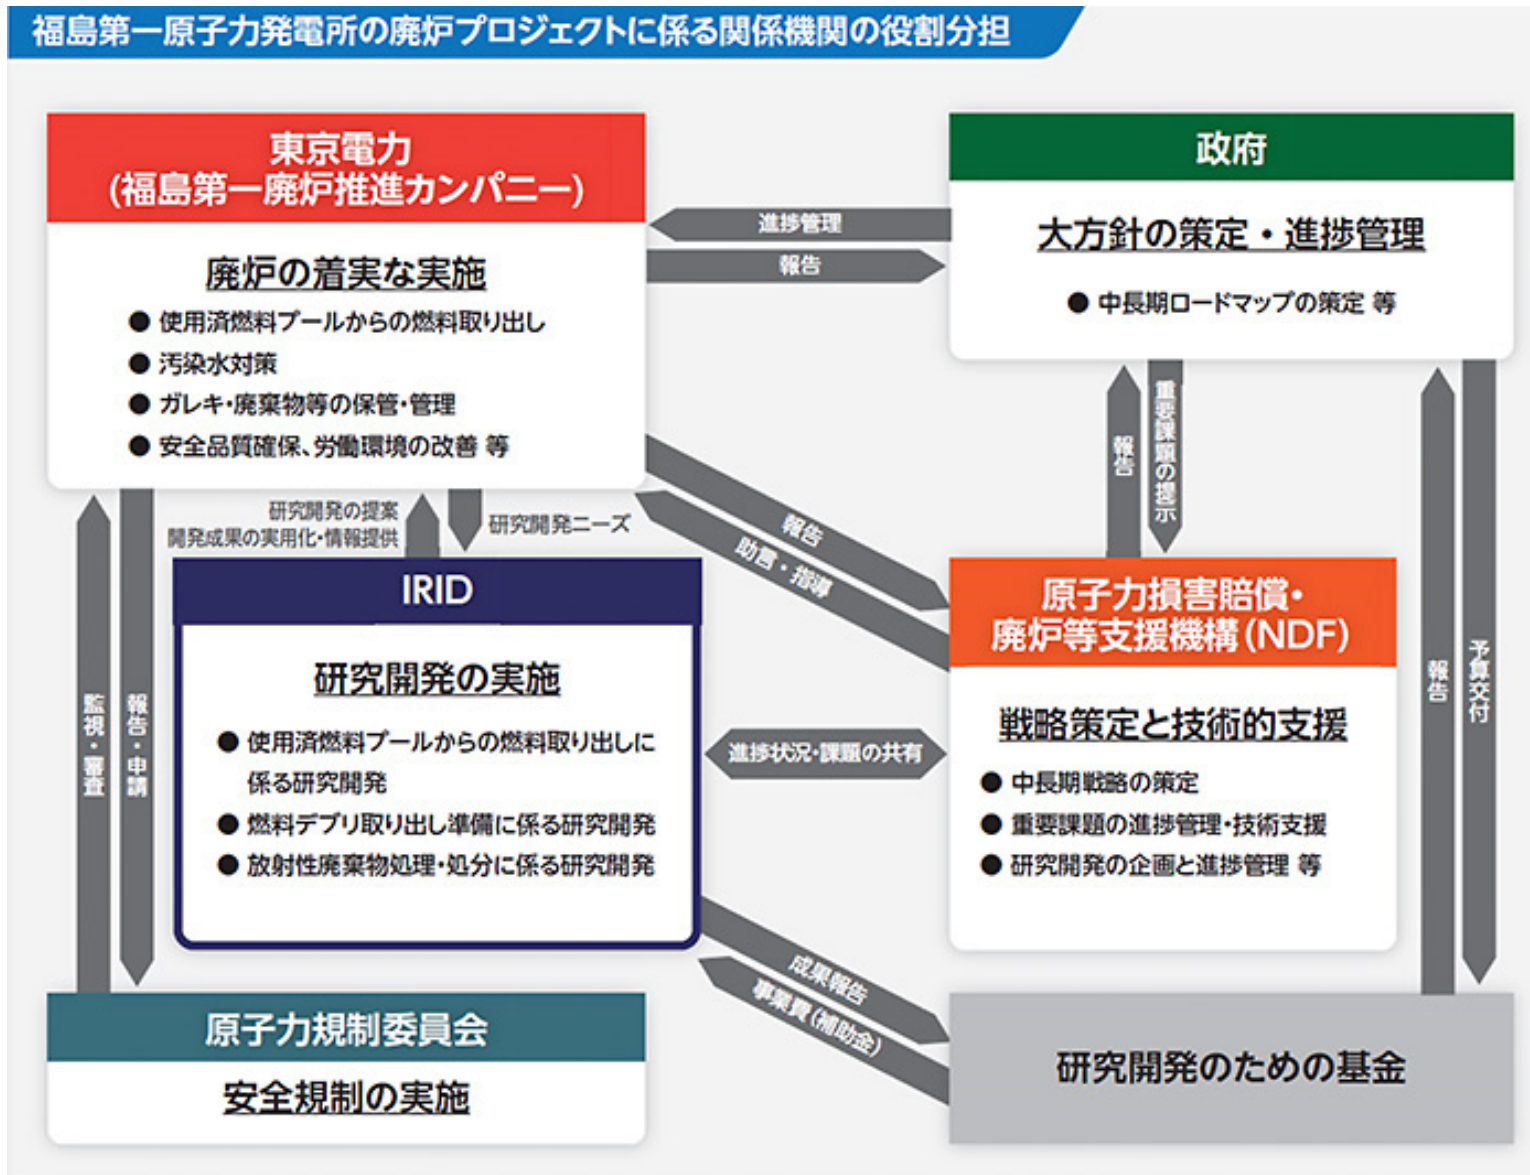 福島第一原子力発電所の廃炉プロジェクトに係る関係機関の役割分担
東京電力
(福島第一廃炉推進カンパニー)
廃炉の着実な実施
● 使用済燃料プールからの燃料取り出し
● 汚染水対策
● ガレキ・廃棄物等の保管・管理
● 安全品質確保、労働環境の改善 等
進捗管理
報告
政府
大方針の策定・進捗管理
● 中長期ロードマップの策定 等
研究開発の提案
開発成果の実用化・情報提供
研究開発ニーズ
報告
助言・指導
報告
重要課題の提示
IRID
研究開発の実施
● 使用済燃料プールからの燃料取り出しに
係る研究開発
● 燃料デブリ取り出し準備に係る研究開発
● 放射性廃棄物処理・処分に係る研究開発
進捗状況・課題の共有
原子力損害賠償・
廃炉等支援機構(NDF)
戦略策定と技術的支援
● 中長期戦略の策定
● 重要課題の進捗管理・技術支援
● 研究開発の企画と進捗管理 等
監視・審査
報告・申請
報告
予算交付
成果報告
事業費(補助金)
原子力規制委員会
安全規制の実施
研究開発のための基金